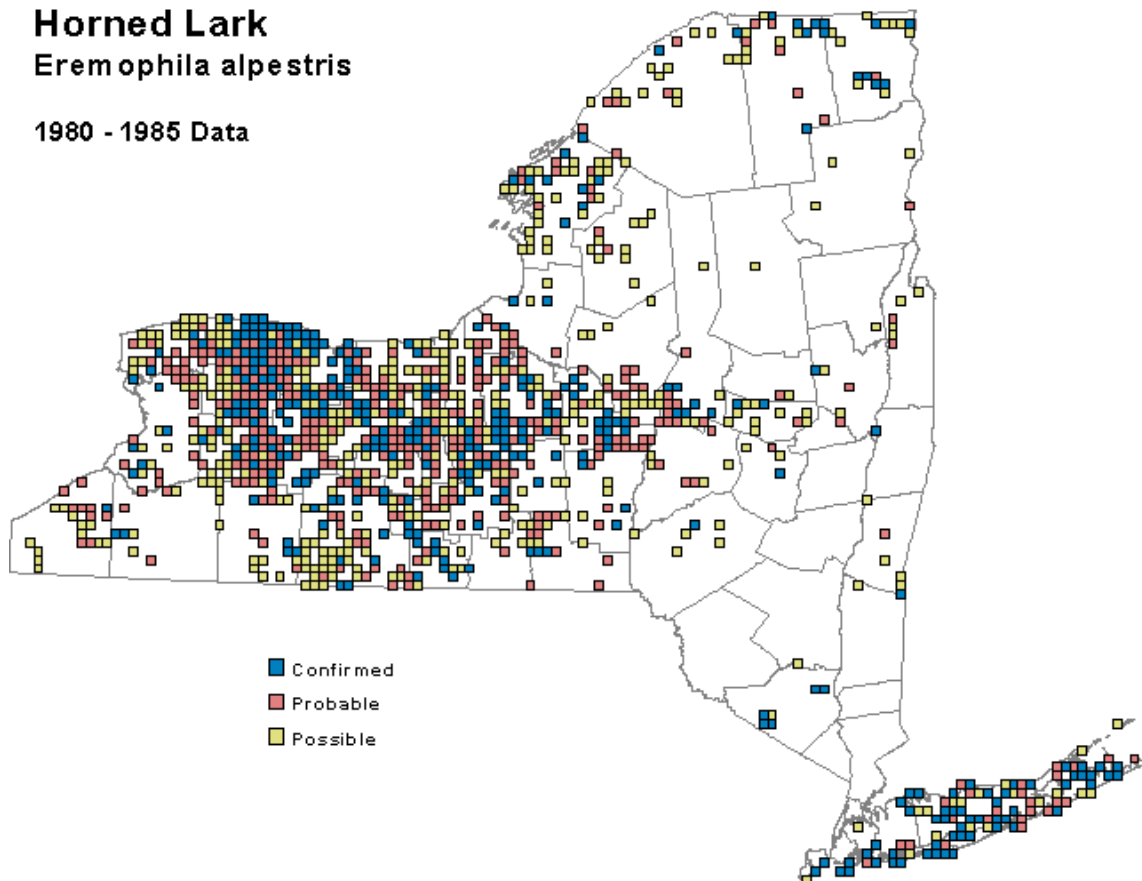 Horned Lark
Eremophila alpestris
1980 - 1985 Data
Confirmed
Probable
Possible